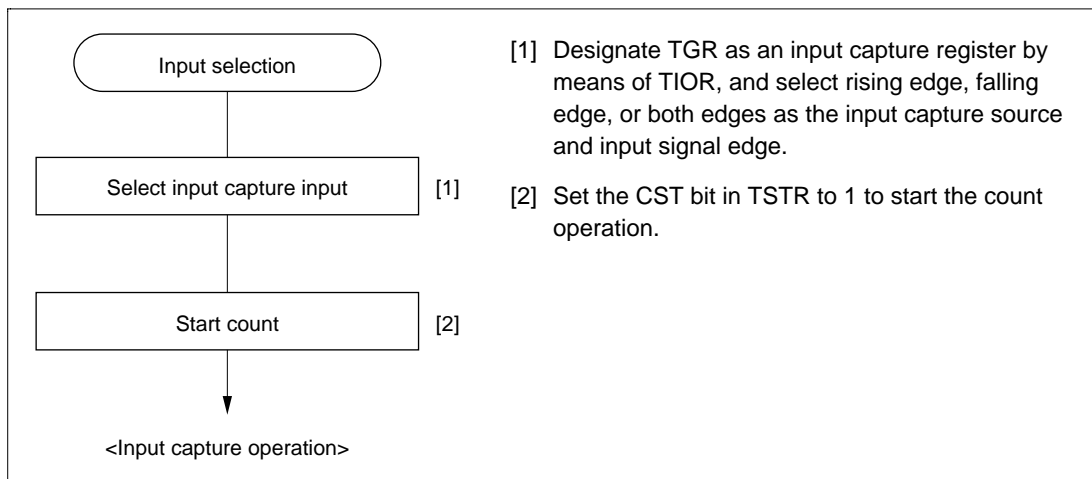 Input selection
Select input capture input
[1]
Start count
[2]
<Input capture operation>
[1] Designate TGR as an input capture register by
means of TIOR, and select rising edge, falling
edge, or both edges as the input capture source
and input signal edge.
[2] Set the CST bit in TSTR to 1 to start the count
operation.